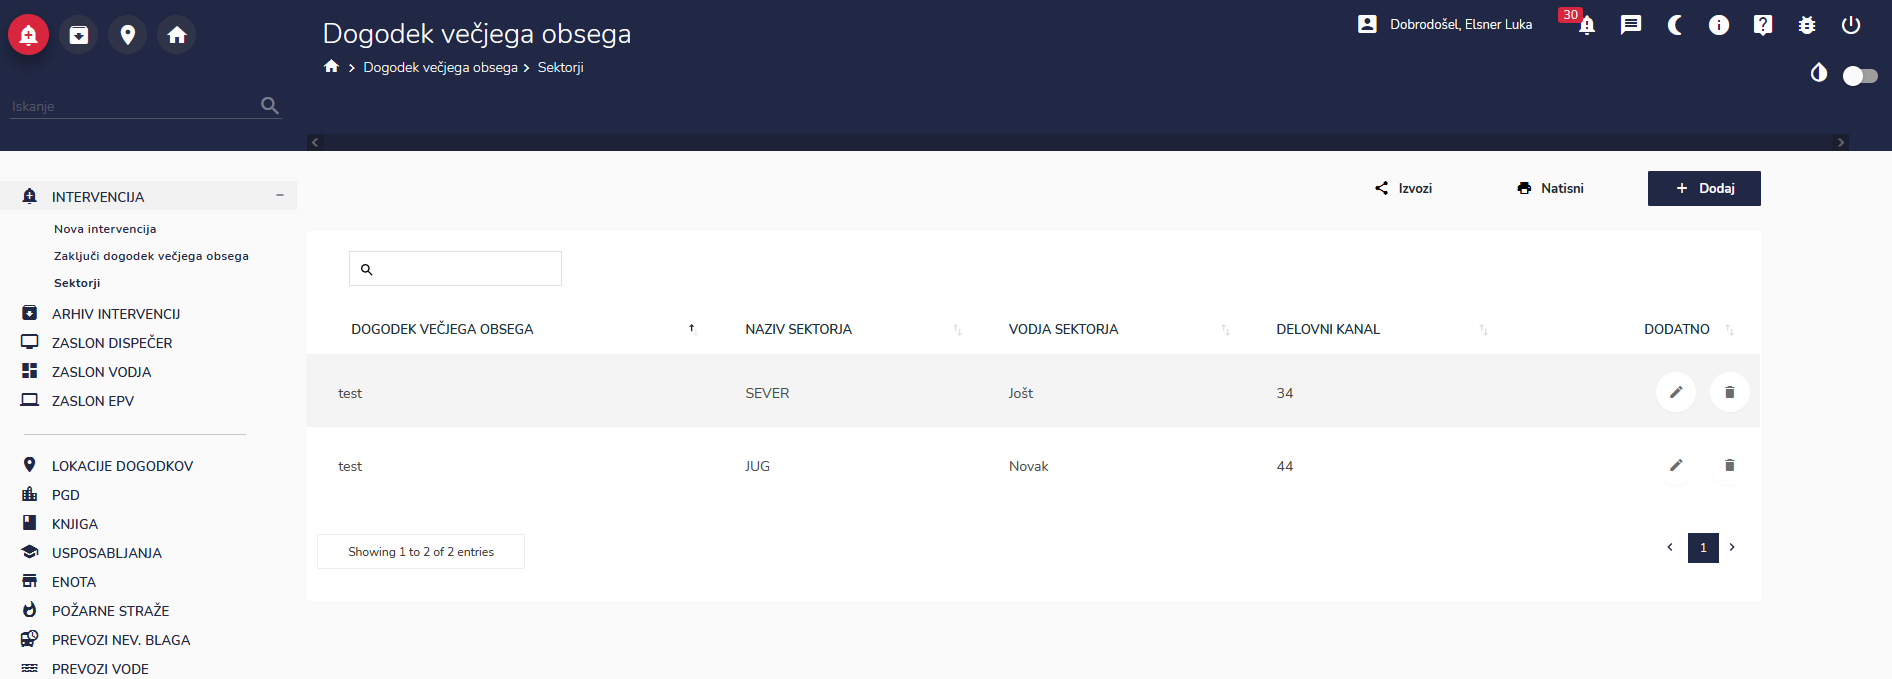 Dogodek večjega obsega
Dogodek večjega obsega
Sektorji
Dobrodošel, Elsner Luka
30
Iskanje
INTERVENCIJA
Nova intervencija
Zaključi dogodek večjega obsega
Sektorji
ARHIV INTERVENCIJ
ZASLON DISPEČER
ZASLON VODJA
ZASLON EPV
LOKACIJE DOGODKOV
PGD
KNJIGA
USPOSABLJANJA
ENOTA
POŽARNE STRAŽE
PREVOZI NEV. BLAGA
PREVOZI VODE
Izvozi
Natisni
+ Dodaj
DOGODEK VEČJEGA OBSEGA NAZIV SEKTORJA VODJA SEKTORJA DELOVNI KANAL DODATNO
test SEVER Jošt 34
test JUG Novak 44
Showing 1 to 2 of 2 entries
1